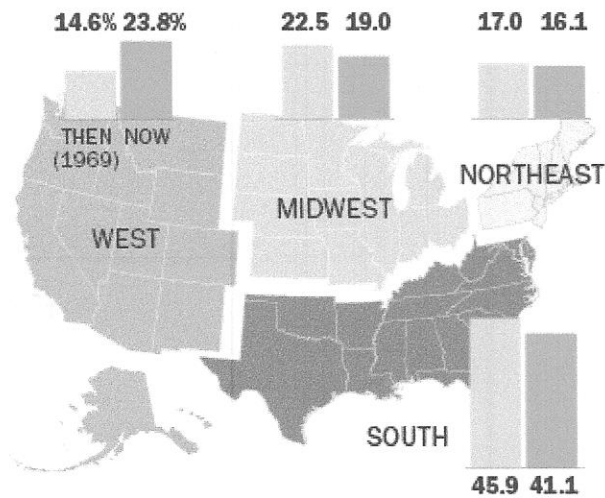 14.6% 23.8%
22.5 19.0
17.0 16.1
THEN NOW
(1969)
NORTHEAST
MIDWEST
WEST
SOUTH
45.9 41.1